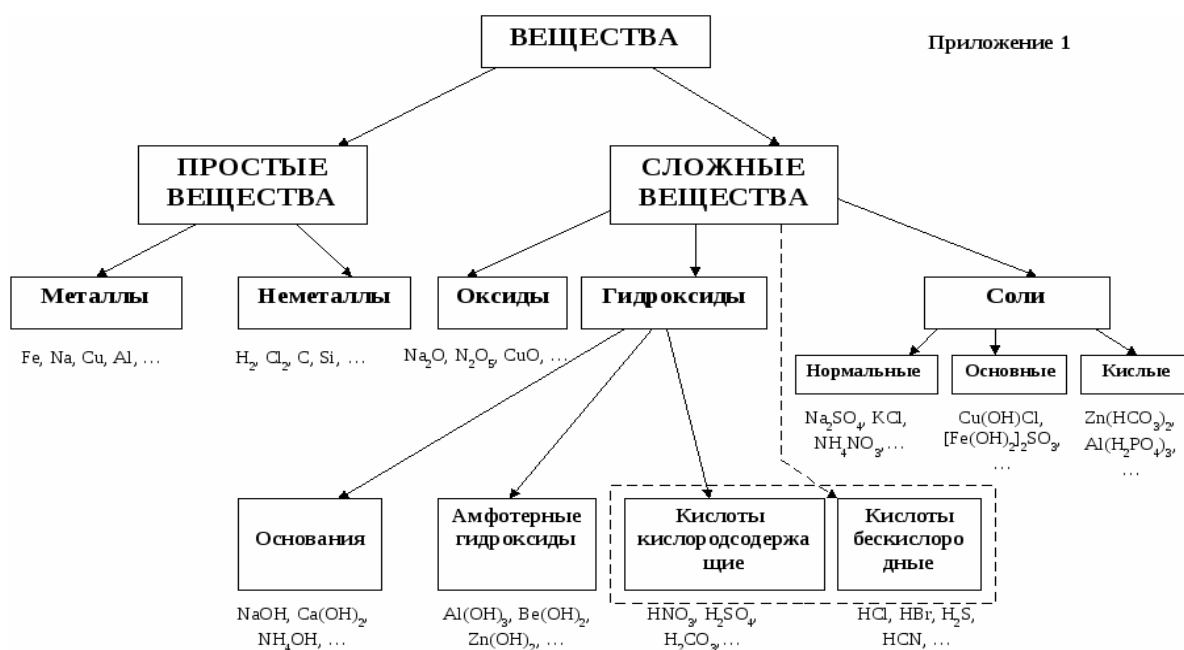 ВЕЩЕСТВА
Приложение 1
ПРОСТЫЕ
ВЕЩЕСТВА
СЛОЖНЫЕ
ВЕЩЕСТВА
Металлы
Неметаллы
Оксиды
Гидроксиды
Соли
Fe, Na, Cu, Al, …
H₂, Cl₂, C, Si, …
Na₂O, N₂O₅, CuO, …
Нормальные
Основные
Кислые
Na₂SO₄, KCl,
NH₄NO₃,…
Cu(OH)Cl,
[Fe(OH)₂]₂SO₃,
…
Zn(HCO₃)₂,
Al(H₂PO₄)₃,
…
Основания
Амфотерные
гидроксиды
Кислоты
кислородсодержа
щие
Кислоты
бескислоро
дные
NaOH, Ca(OH)₂,
NH₄OH, …
Al(OH)₃, Be(OH)₂,
Zn(OH)₂, …
HNO₃, H₂SO₄,
H₂CO₃,…
HCl, HBr, H₂S,
HCN, …